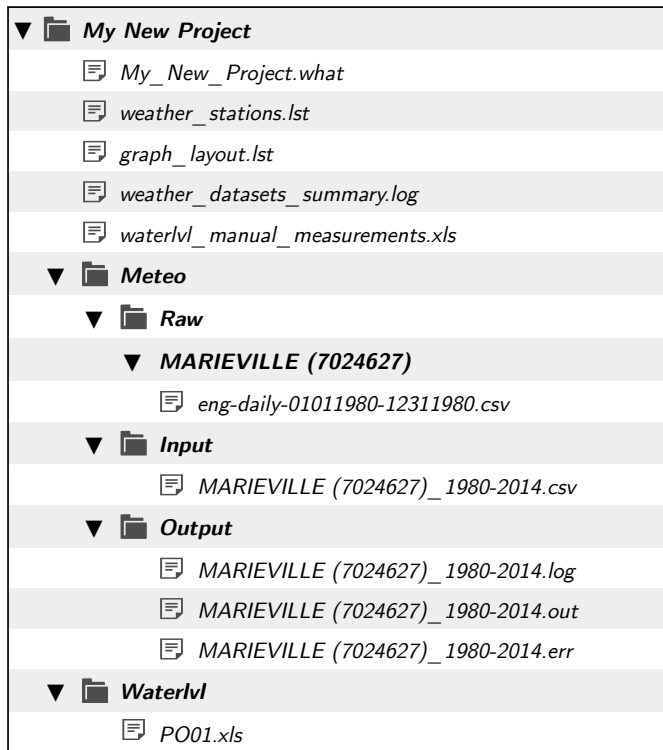 My New Project
My_New_Project.what
weather_stations.lst
graph_layout.lst
weather_datasets_summary.log
waterlvl_manual_measurements.xls
Meteo
Raw
MARIEVILLE (7024627)
eng-daily-01011980-12311980.csv
Input
MARIEVILLE (7024627)_1980-2014.csv
Output
MARIEVILLE (7024627)_1980-2014.log
MARIEVILLE (7024627)_1980-2014.out
MARIEVILLE (7024627)_1980-2014.err
Waterlvl
PO01.xls